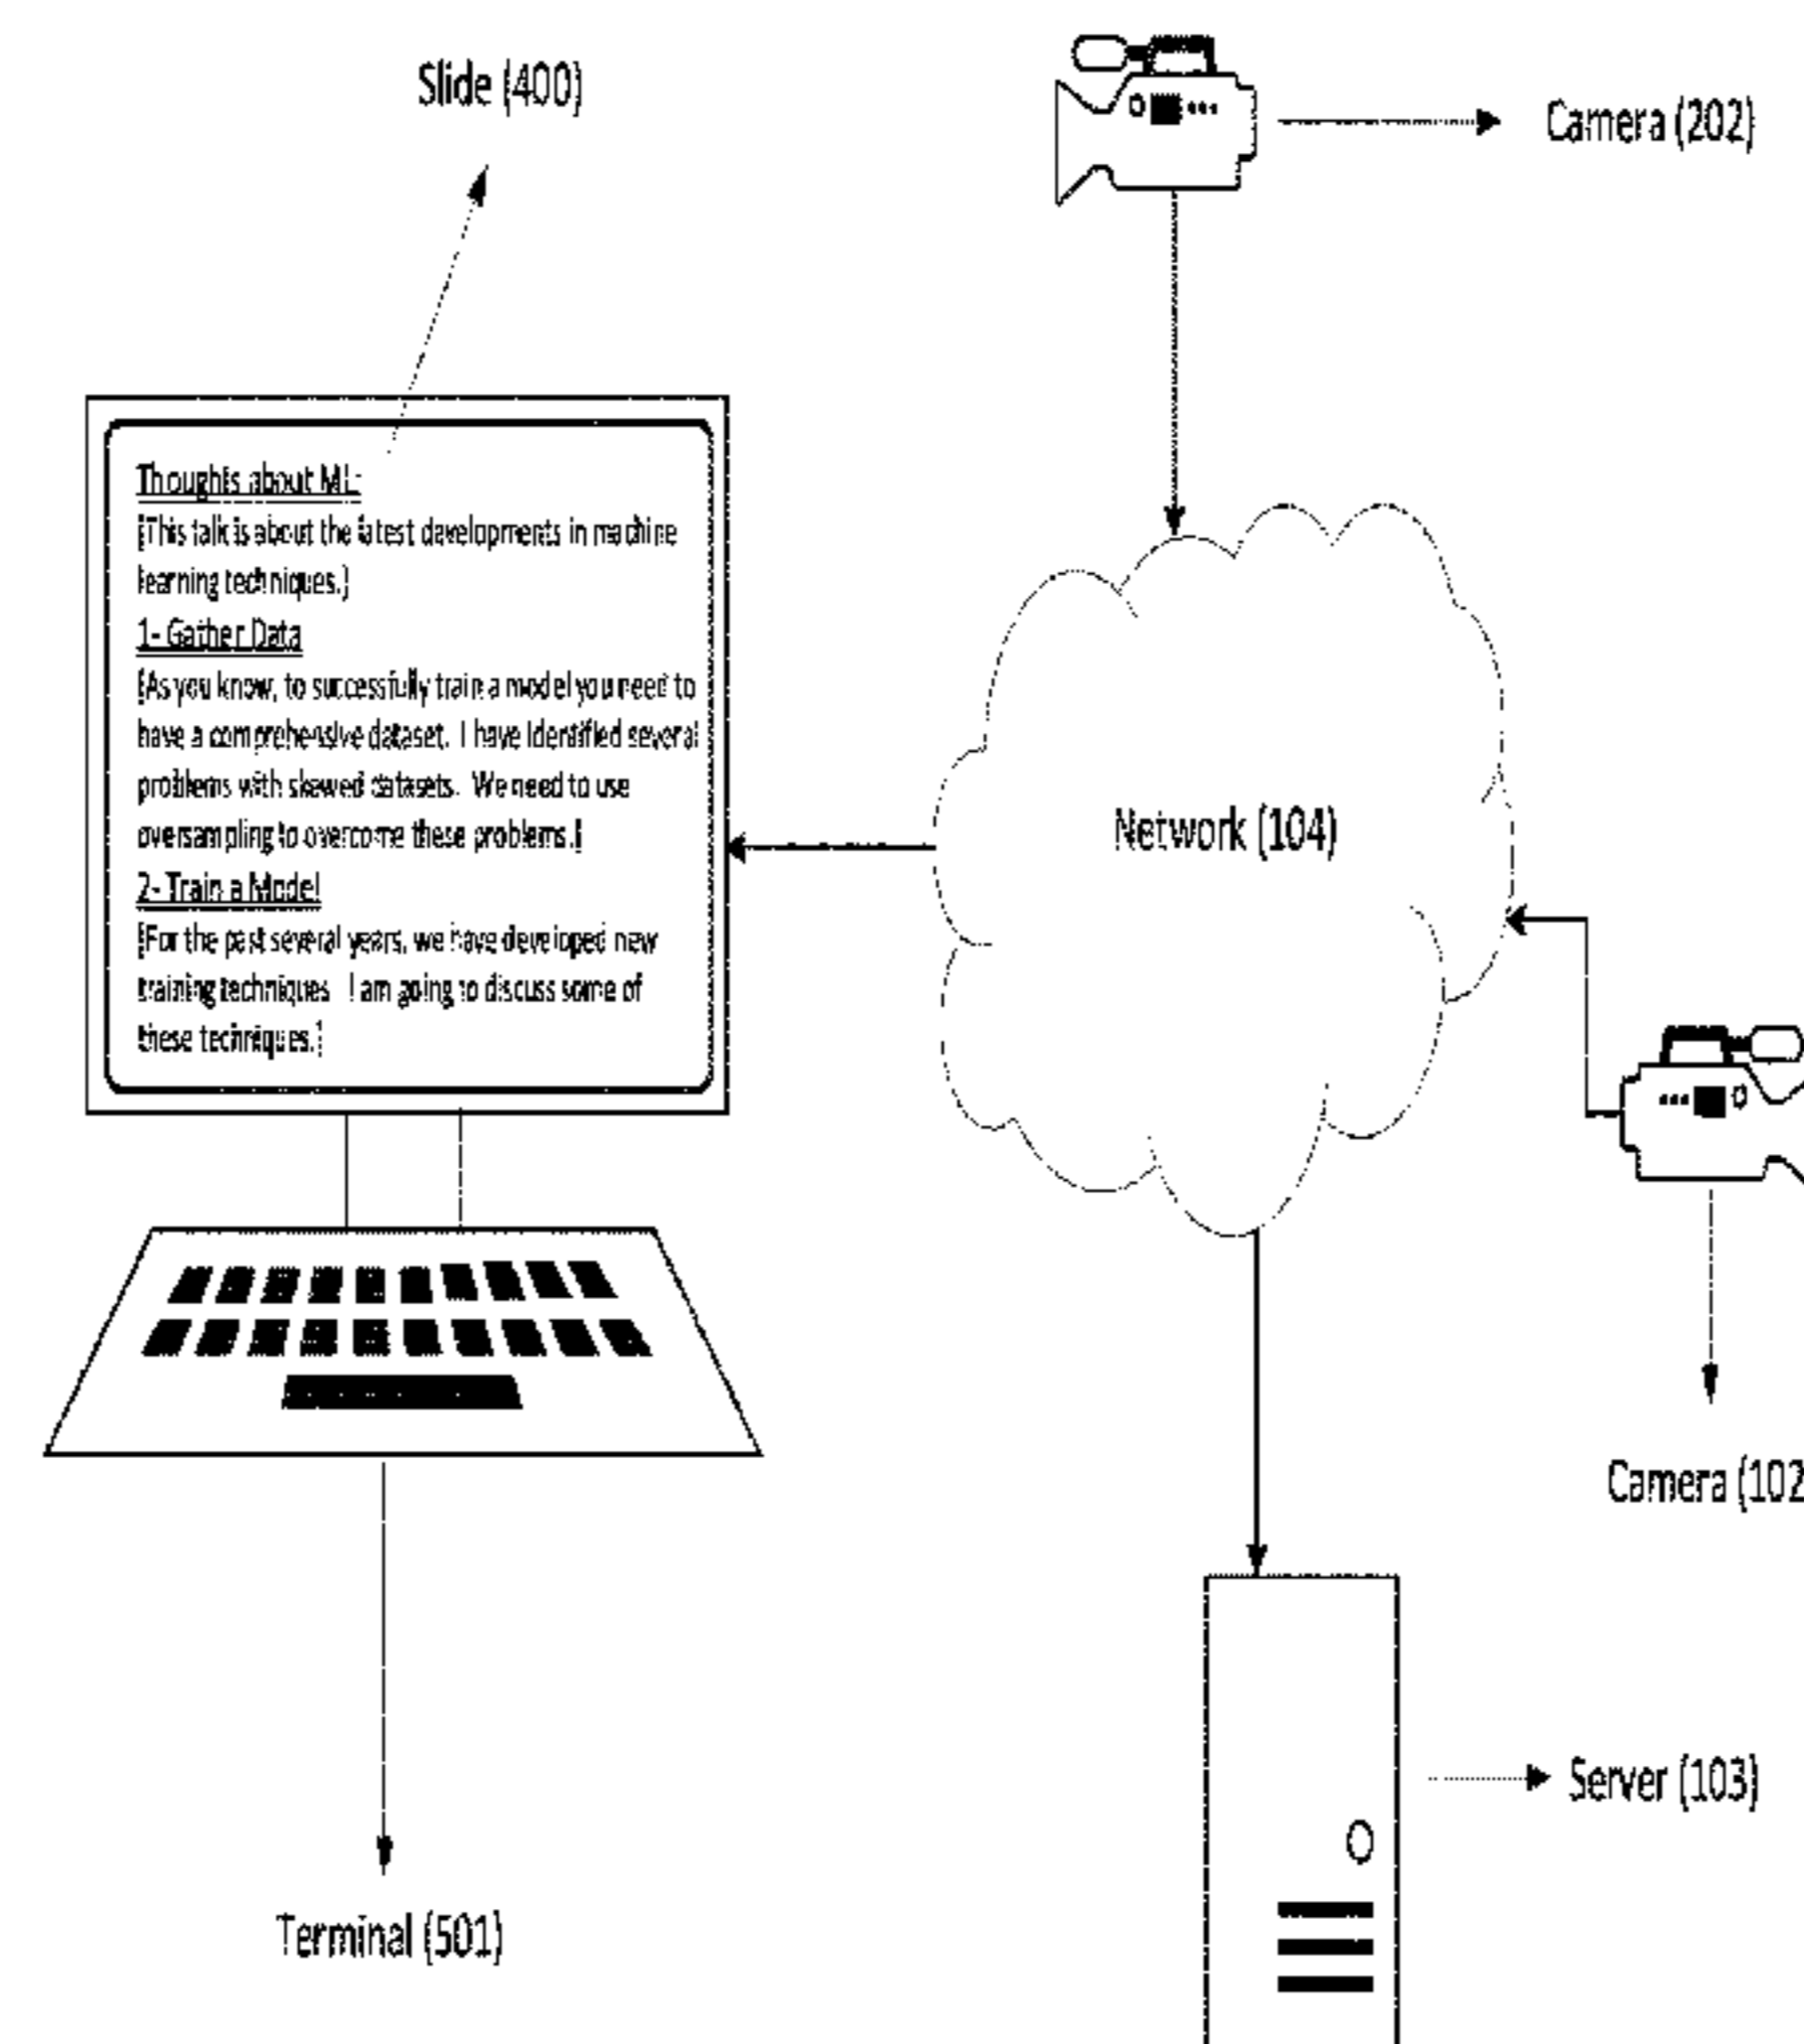 Slide (400)
Camera (202)
Thoughts about ML:
[This talk is about the latest developments in machine
learning techniques.]
1- Gather Data
[As you know, to successfully train a model you need to
have a comprehensive dataset. I have identified several
problems with skewed datasets. We need to use
oversampling to overcome these problems.]
2- Train a Model
[For the past several years, we have developed new
training techniques. I am going to discuss some of
these techniques.]
Network (104)
Camera (102
Server (103)
Terminal (501)